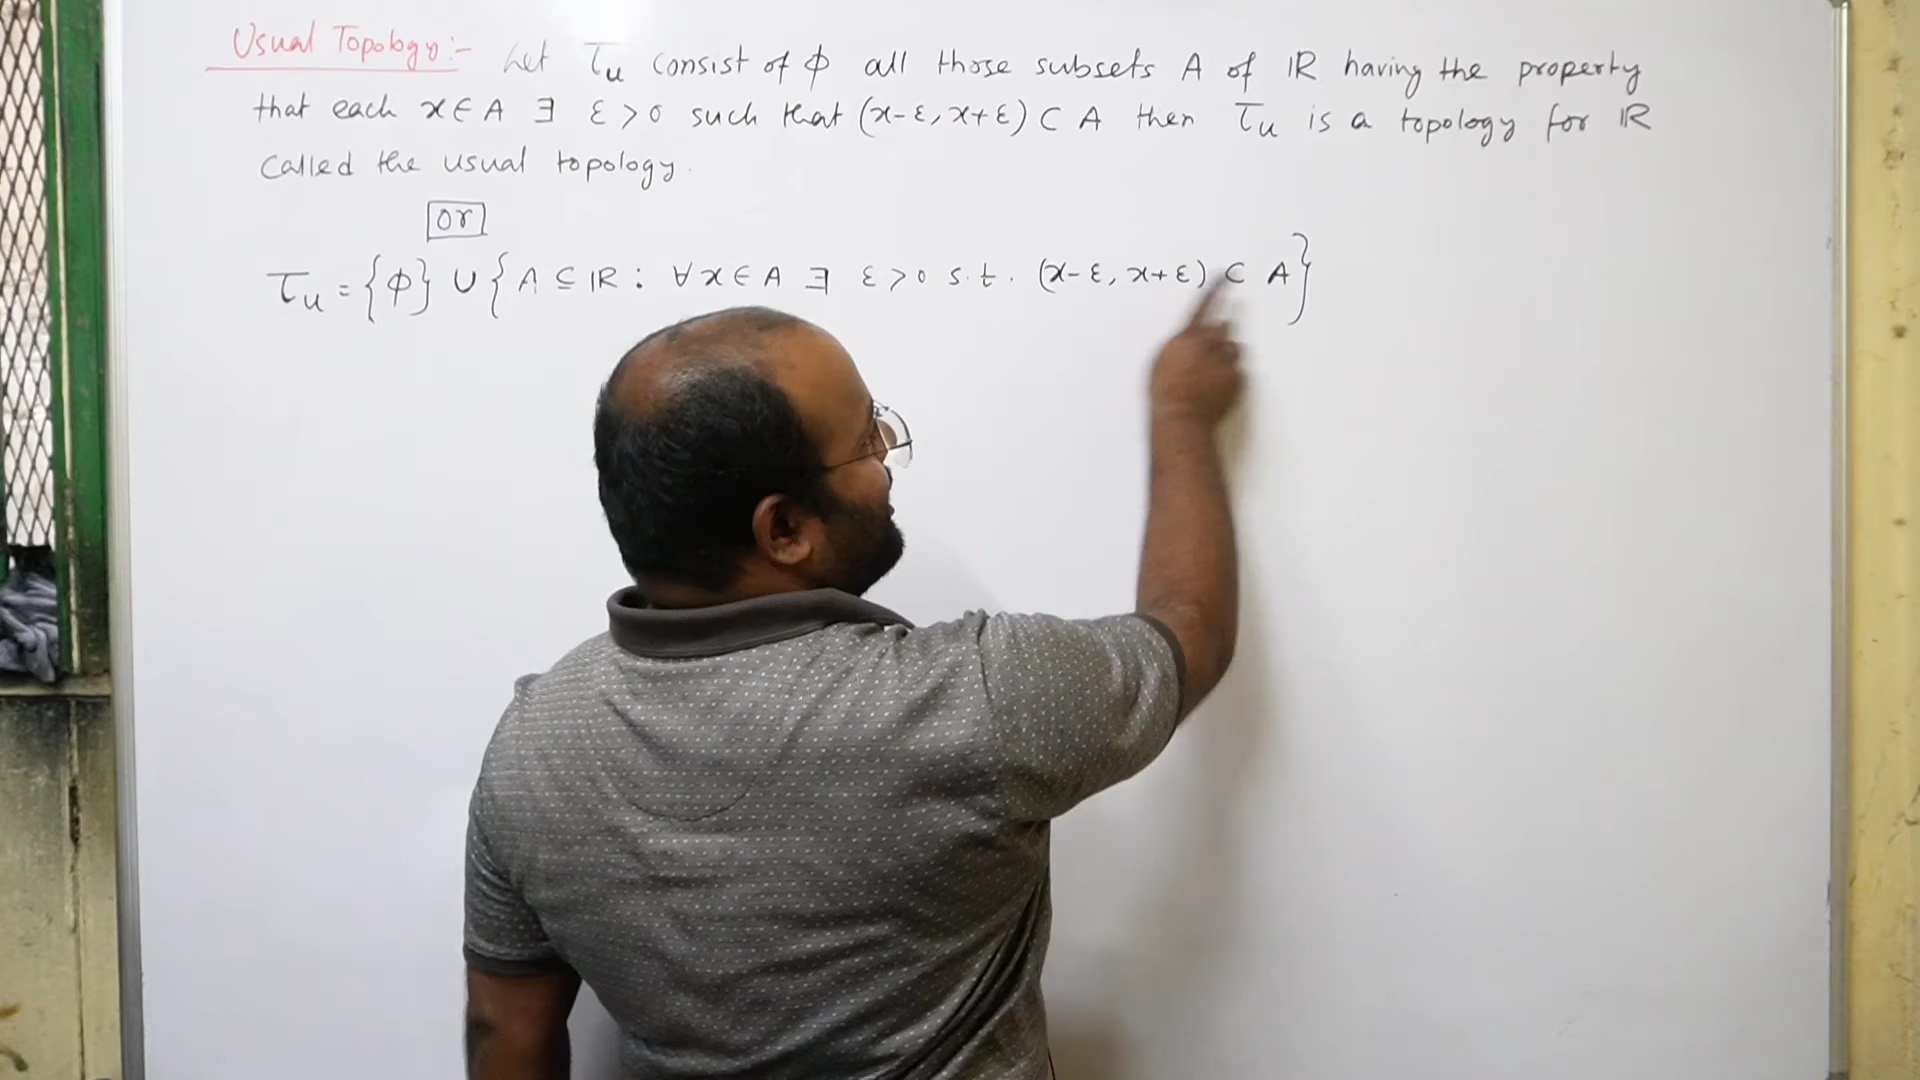 Usual Topology:- Let τu consist of ϕ all those subsets A of ℝ having the property
that each x ∈ A ∃ ε > 0 such that (x-ε, x+ε) ⊂ A then τu is a topology for ℝ
called the usual topology.
or
τu = {ϕ} ∪ {A ⊆ ℝ : ∀ x ∈ A ∃ ε > 0 s.t. (x-ε, x+ε) ⊂ A}